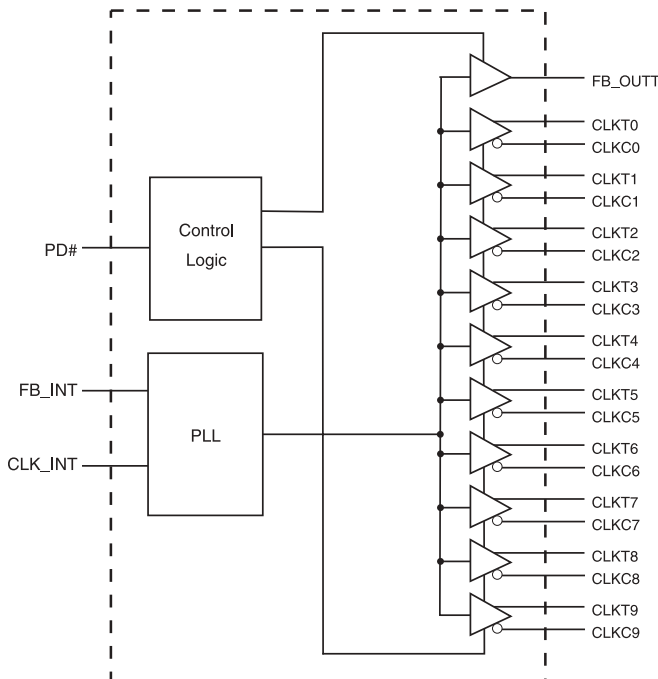 FB_OUTT
CLKT0
CLKC0
CLKT1
CLKC1
Control
Logic
PD#
CLKT2
CLKC2
CLKT3
CLKC3
CLKT4
CLKC4
FB_INT
PLL
CLK_INT
CLKT5
CLKC5
CLKT6
CLKC6
CLKT7
CLKC7
CLKT8
CLKC8
CLKT9
CLKC9